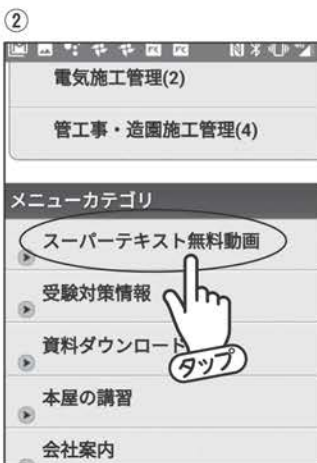 ②
電気施工管理(2)
管工事・造園施工管理(4)
メニューカテゴリ
スーパーテキスト無料動画
受験対策情報
資料ダウンロード
タップ
本屋の講習
会社案内